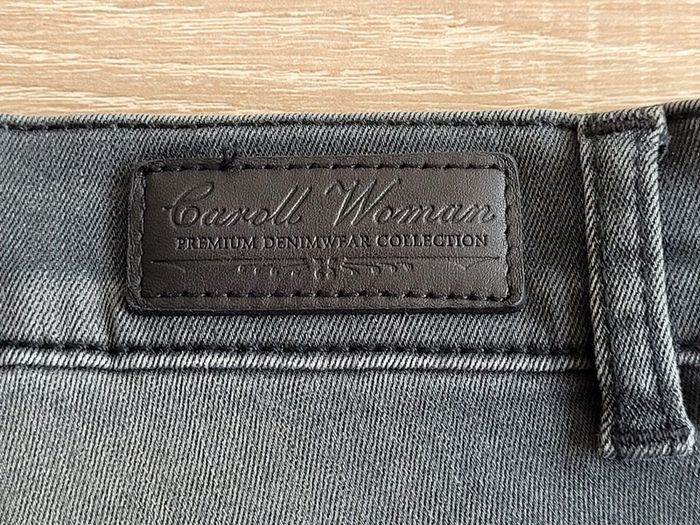 Caroll Woman
PREMIUM DENIMWEAR COLLECTION